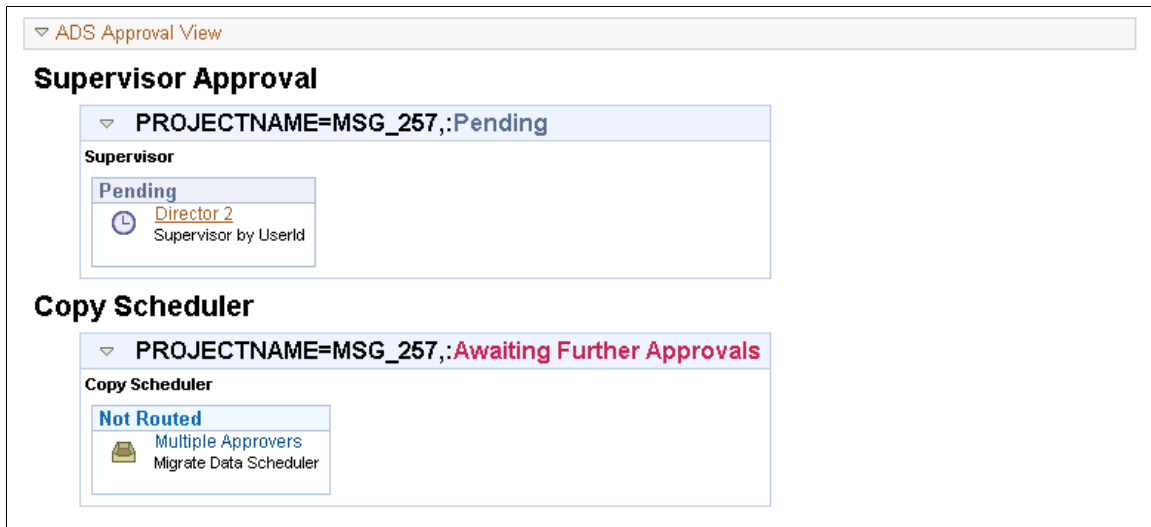 ADS Approval View
Supervisor Approval
PROJECTNAME=MSG_257,:Pending
Supervisor
Pending
Director 2
Supervisor by UserId
Copy Scheduler
PROJECTNAME=MSG_257,:Awaiting Further Approvals
Copy Scheduler
Not Routed
Multiple Approvers
Migrate Data Scheduler